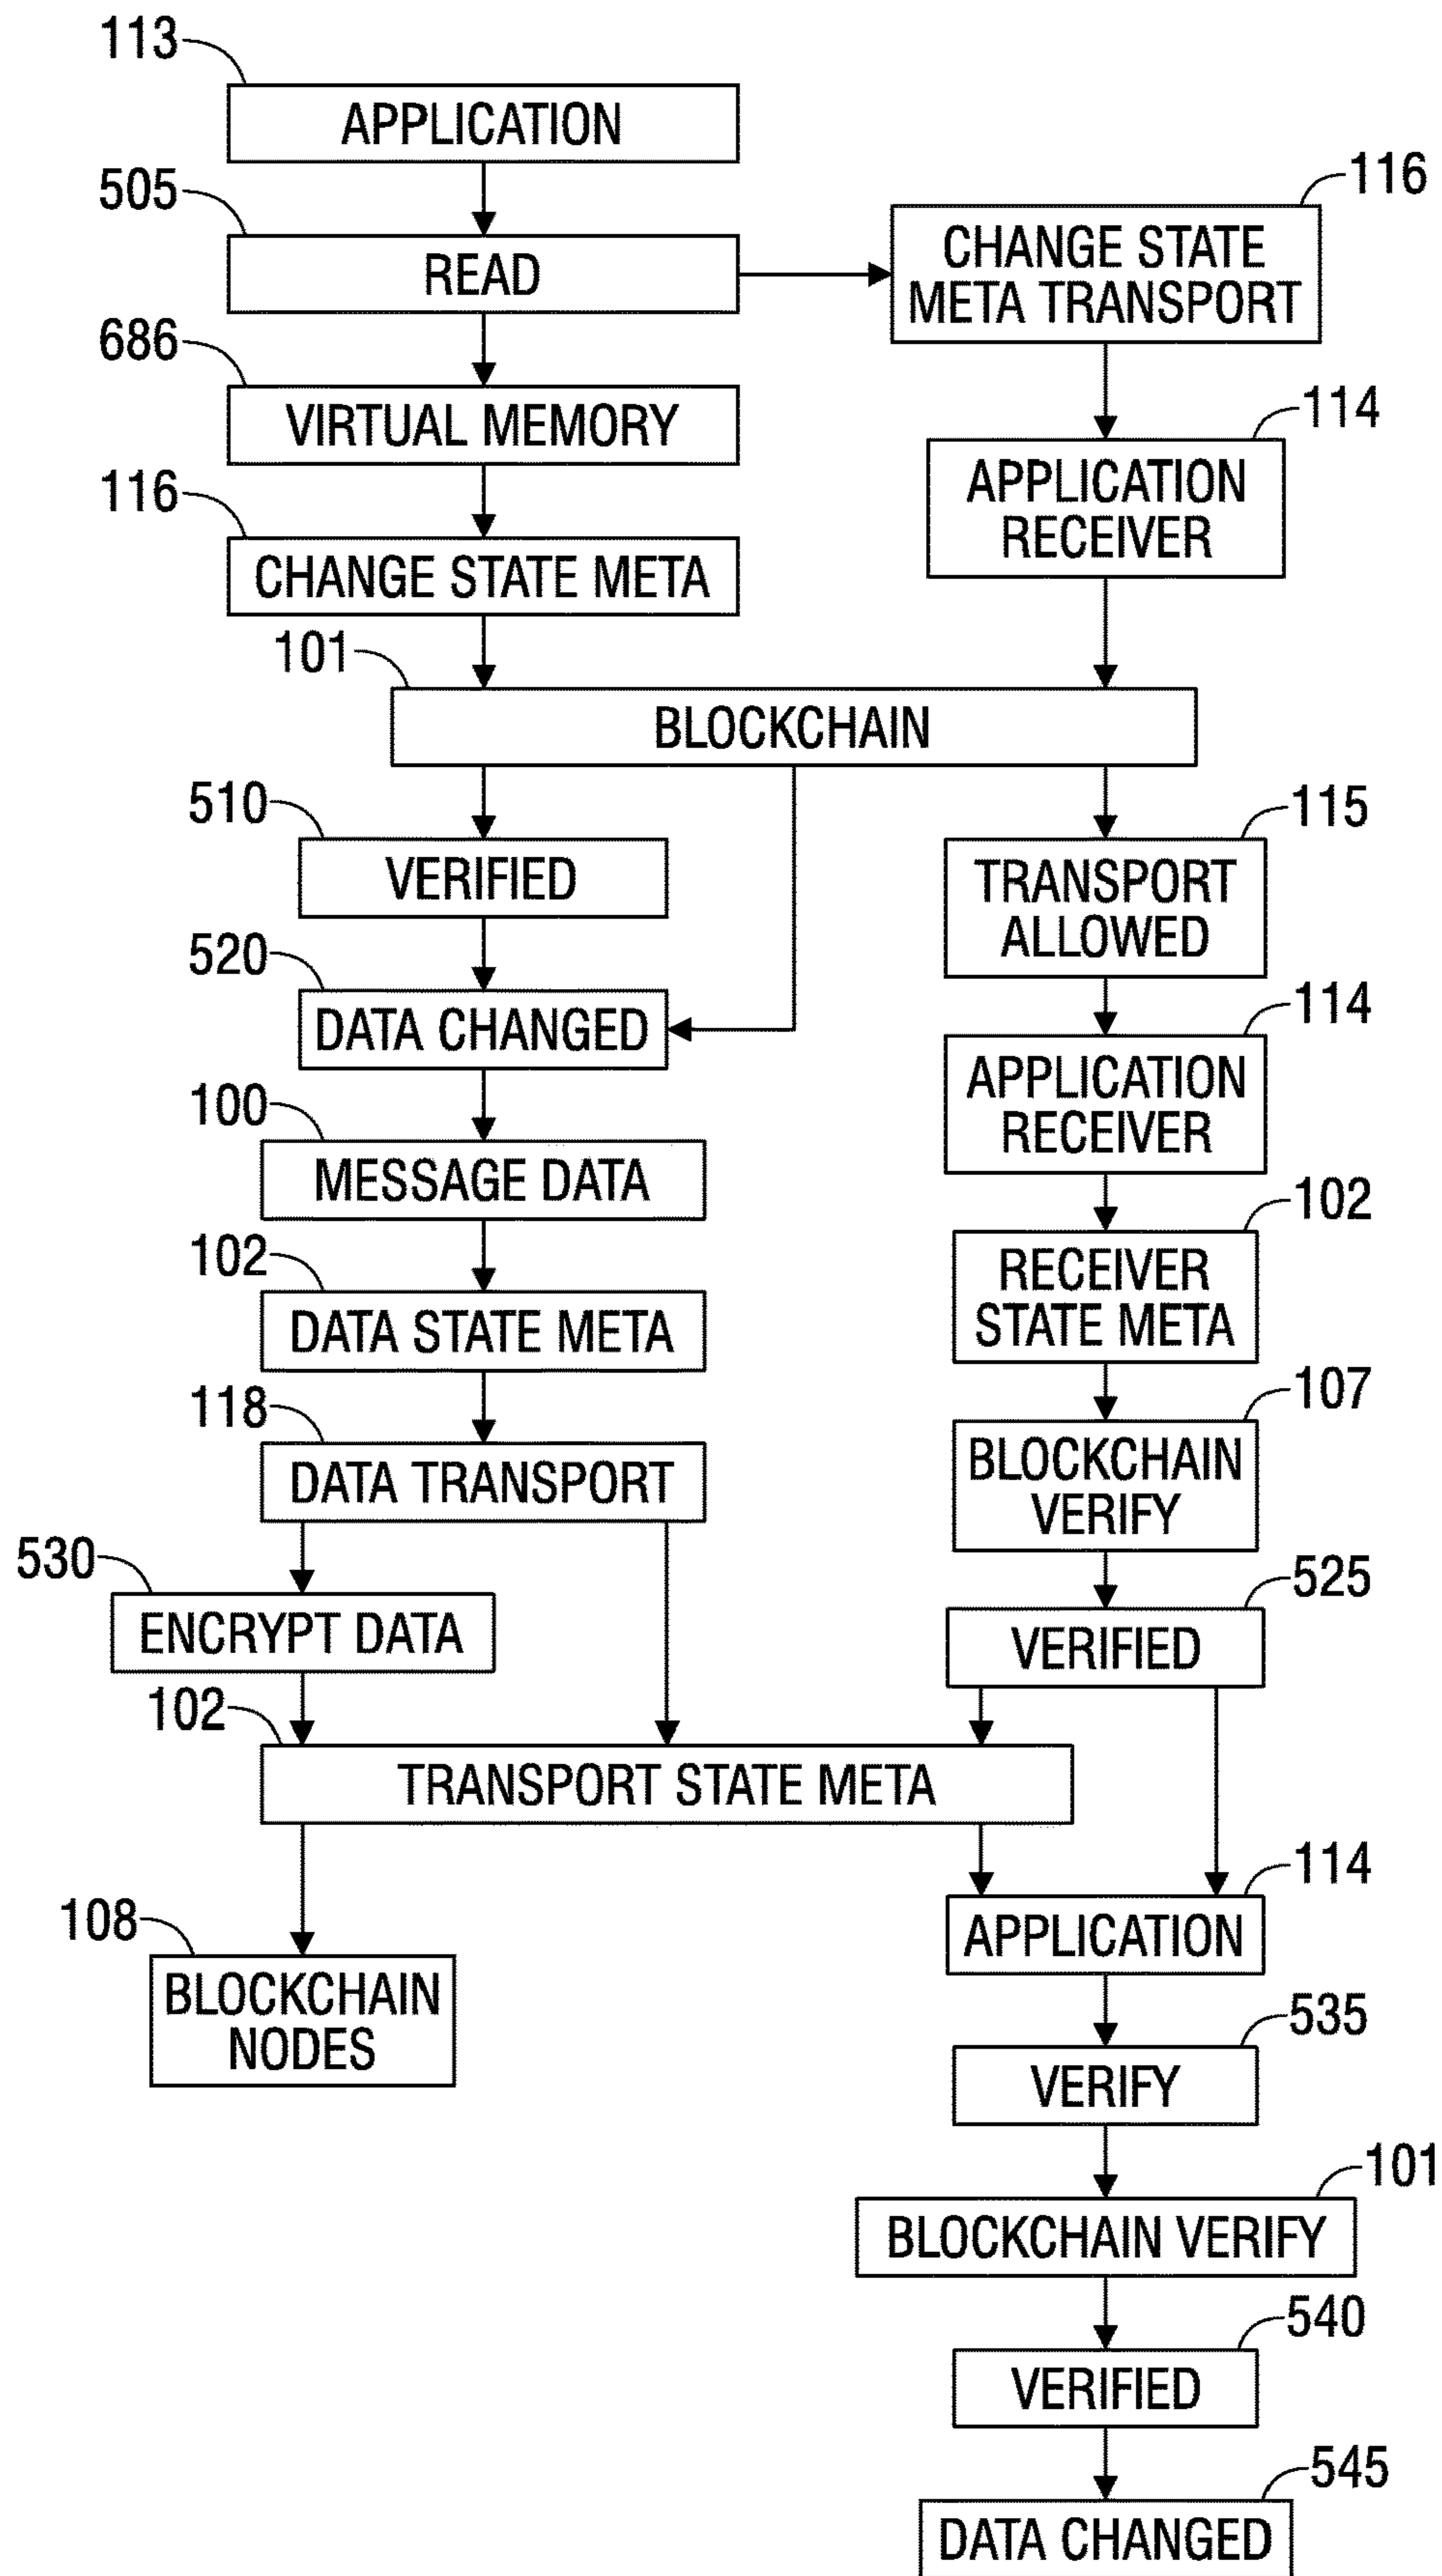 113
APPLICATION
505
READ
116
CHANGE STATE
META TRANSPORT
686
VIRTUAL MEMORY
114
APPLICATION
RECEIVER
116
CHANGE STATE META
101
BLOCKCHAIN
510
VERIFIED
115
TRANSPORT
ALLOWED
520
DATA CHANGED
114
APPLICATION
RECEIVER
100
MESSAGE DATA
102
RECEIVER
STATE META
102
DATA STATE META
107
BLOCKCHAIN
VERIFY
118
DATA TRANSPORT
530
ENCRYPT DATA
525
VERIFIED
102
TRANSPORT STATE META
114
APPLICATION
108
BLOCKCHAIN
NODES
535
VERIFY
101
BLOCKCHAIN VERIFY
540
VERIFIED
545
DATA CHANGED